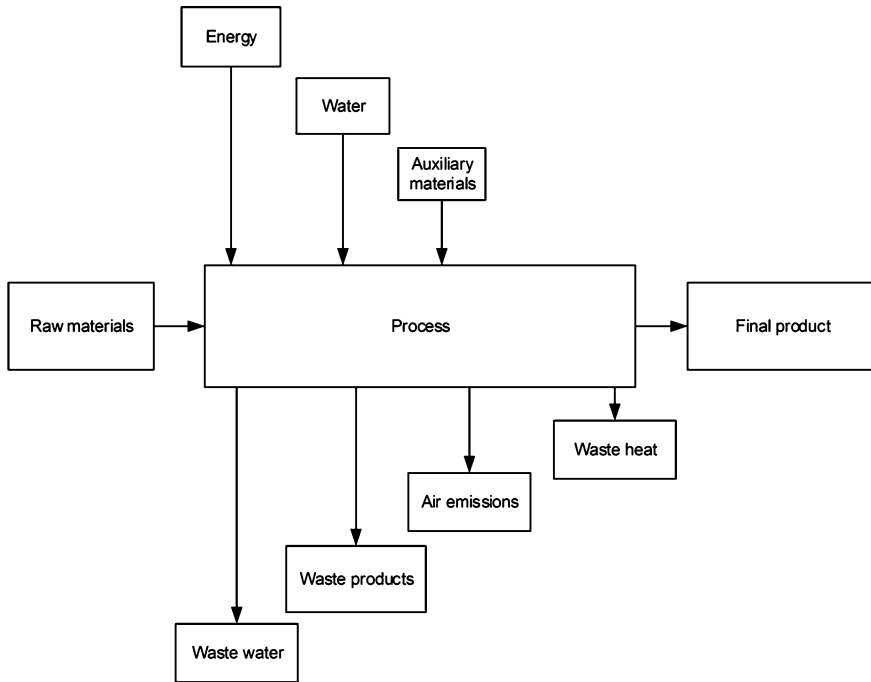 Energy
Water
Auxiliary
materials
Raw materials
Process
Final product
Waste heat
Air emissions
Waste products
Waste water